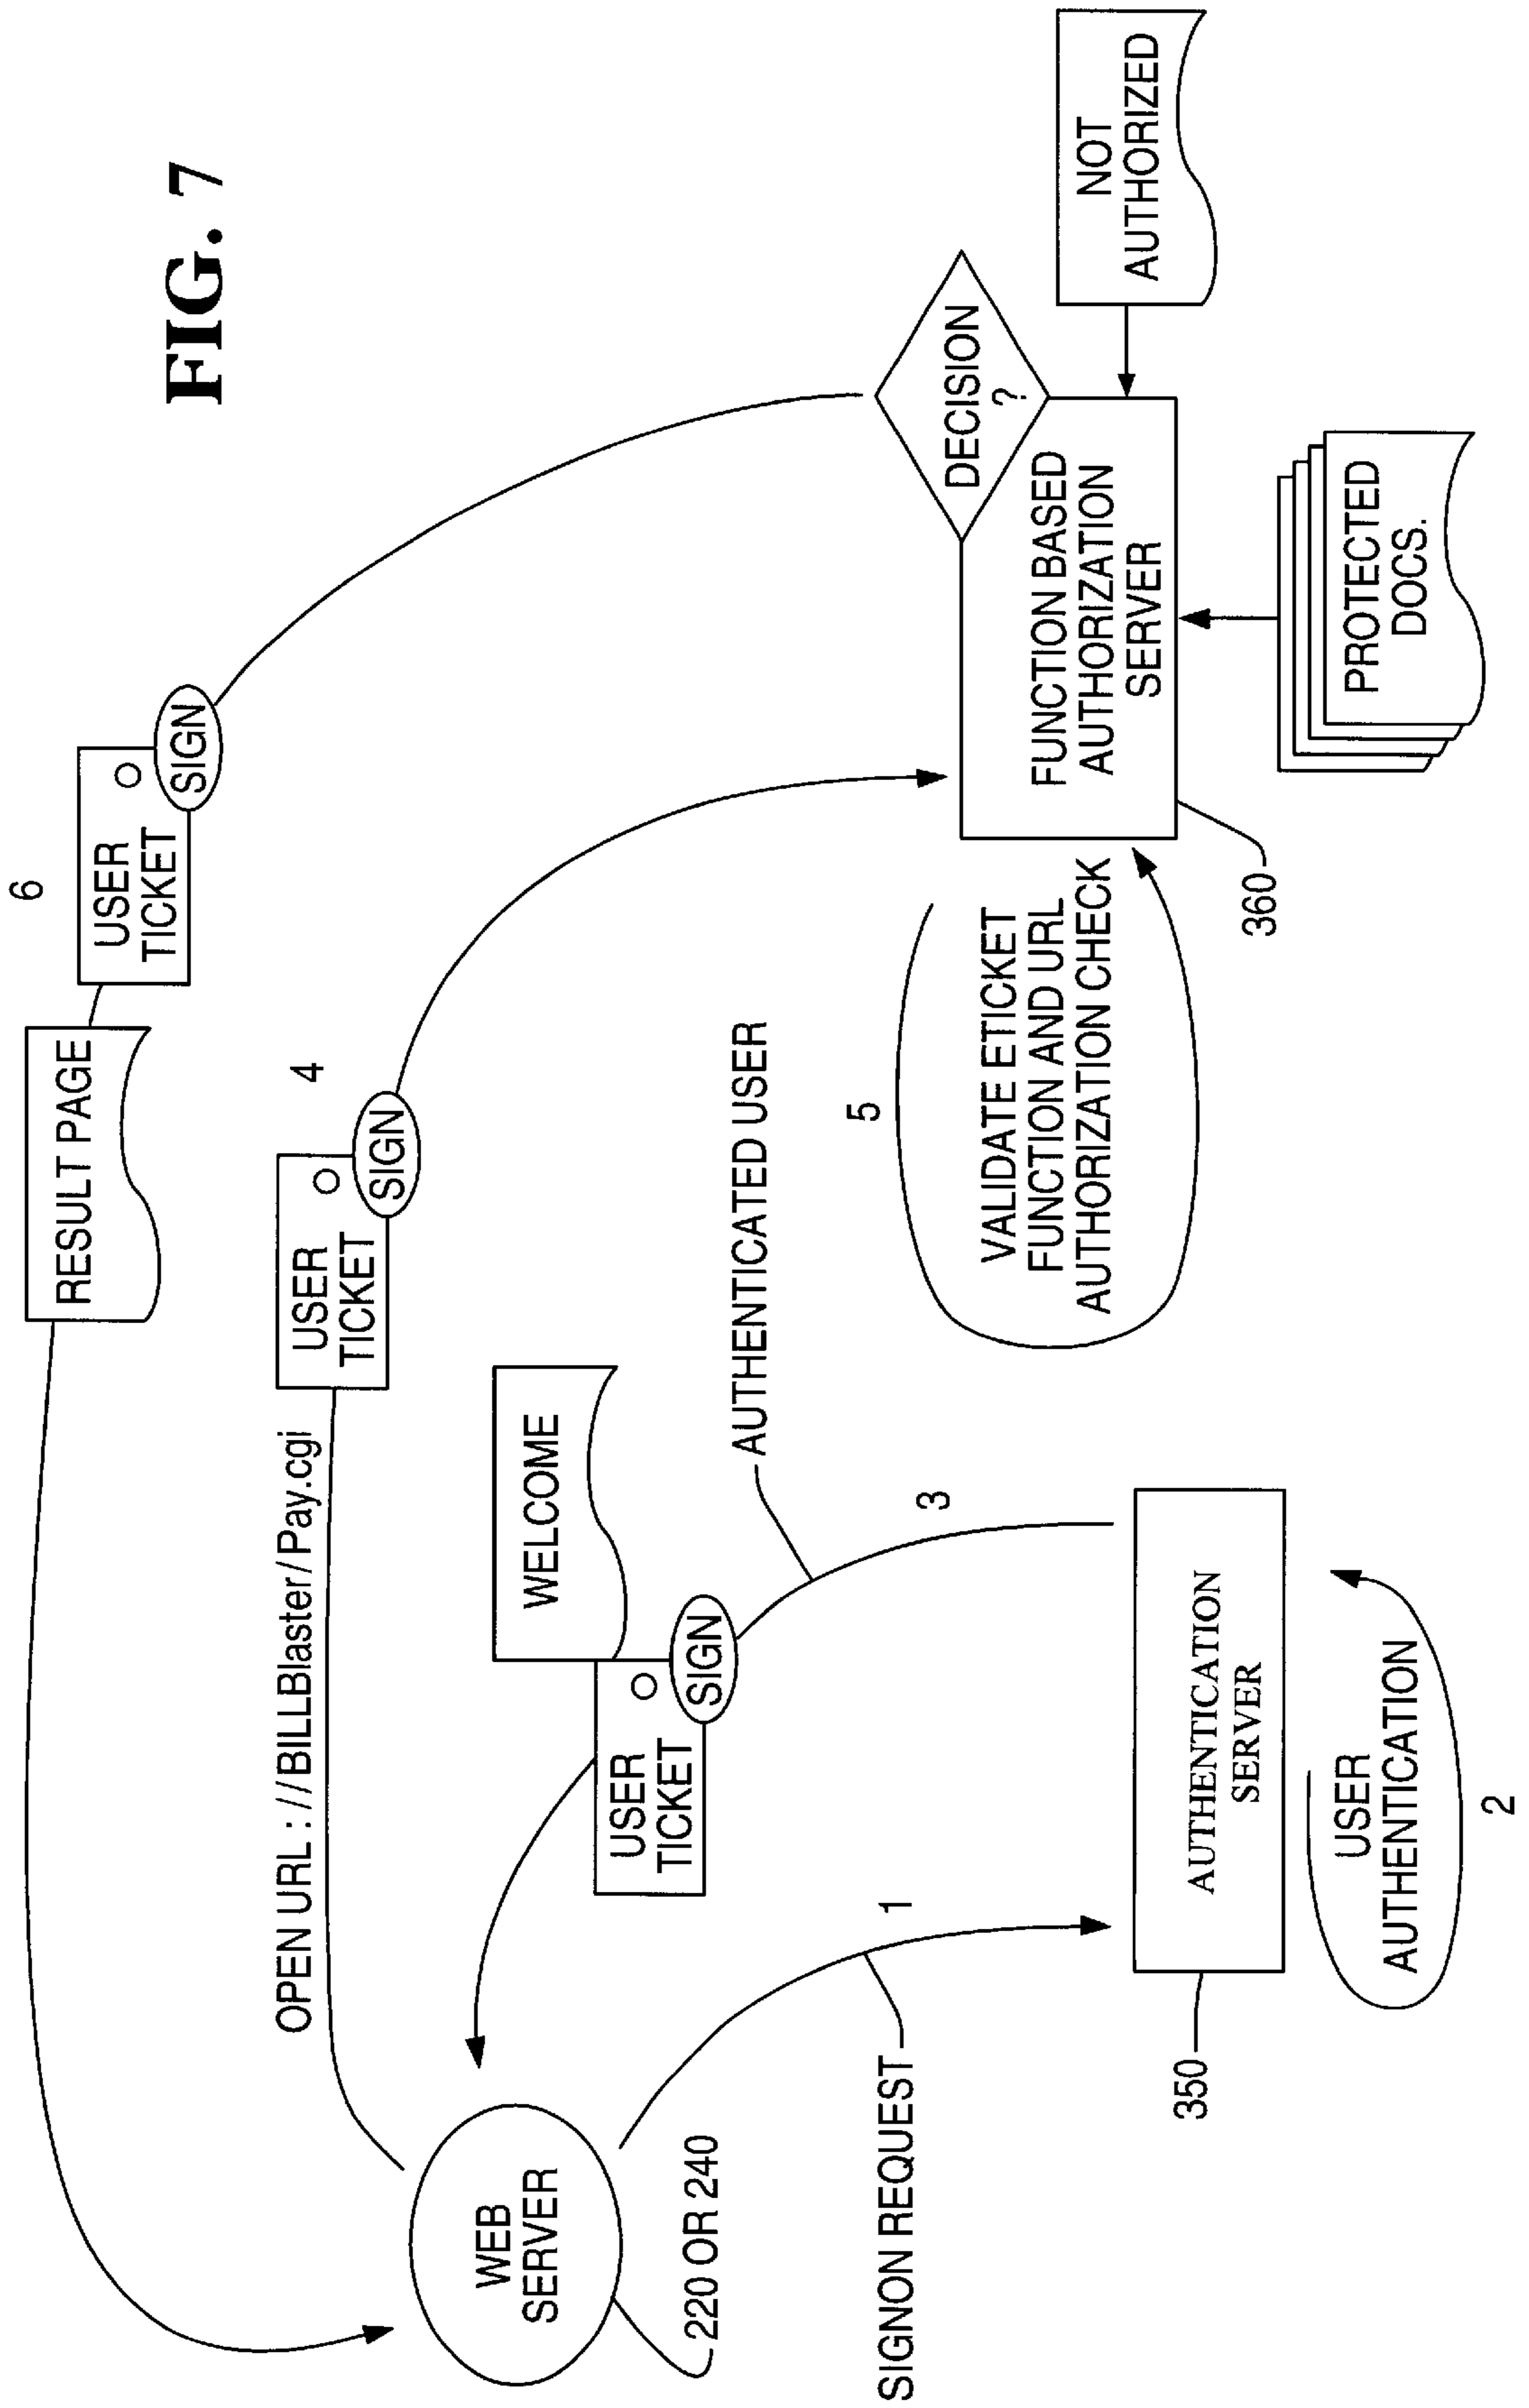 FIG. 7
6
RESULT PAGE
USER
TICKET
SIGN
OPEN URL : / / BILLBlaster / Pay.cgi
4
USER
TICKET
SIGN
WELCOME
USER
TICKET
SIGN
AUTHENTICATED USER
3
WEB
SERVER
220 OR 240
SIGNON REQUEST
1
350
AUTHENTICATION
SERVER
USER
AUTHENTICATION
2
5
VALIDATE ETICKET
FUNCTION AND URL
AUTHORIZATION CHECK
360
DECISION
?
FUNCTION BASED
AUTHORIZATION
SERVER
NOT
AUTHORIZED
PROTECTED
DOCS.